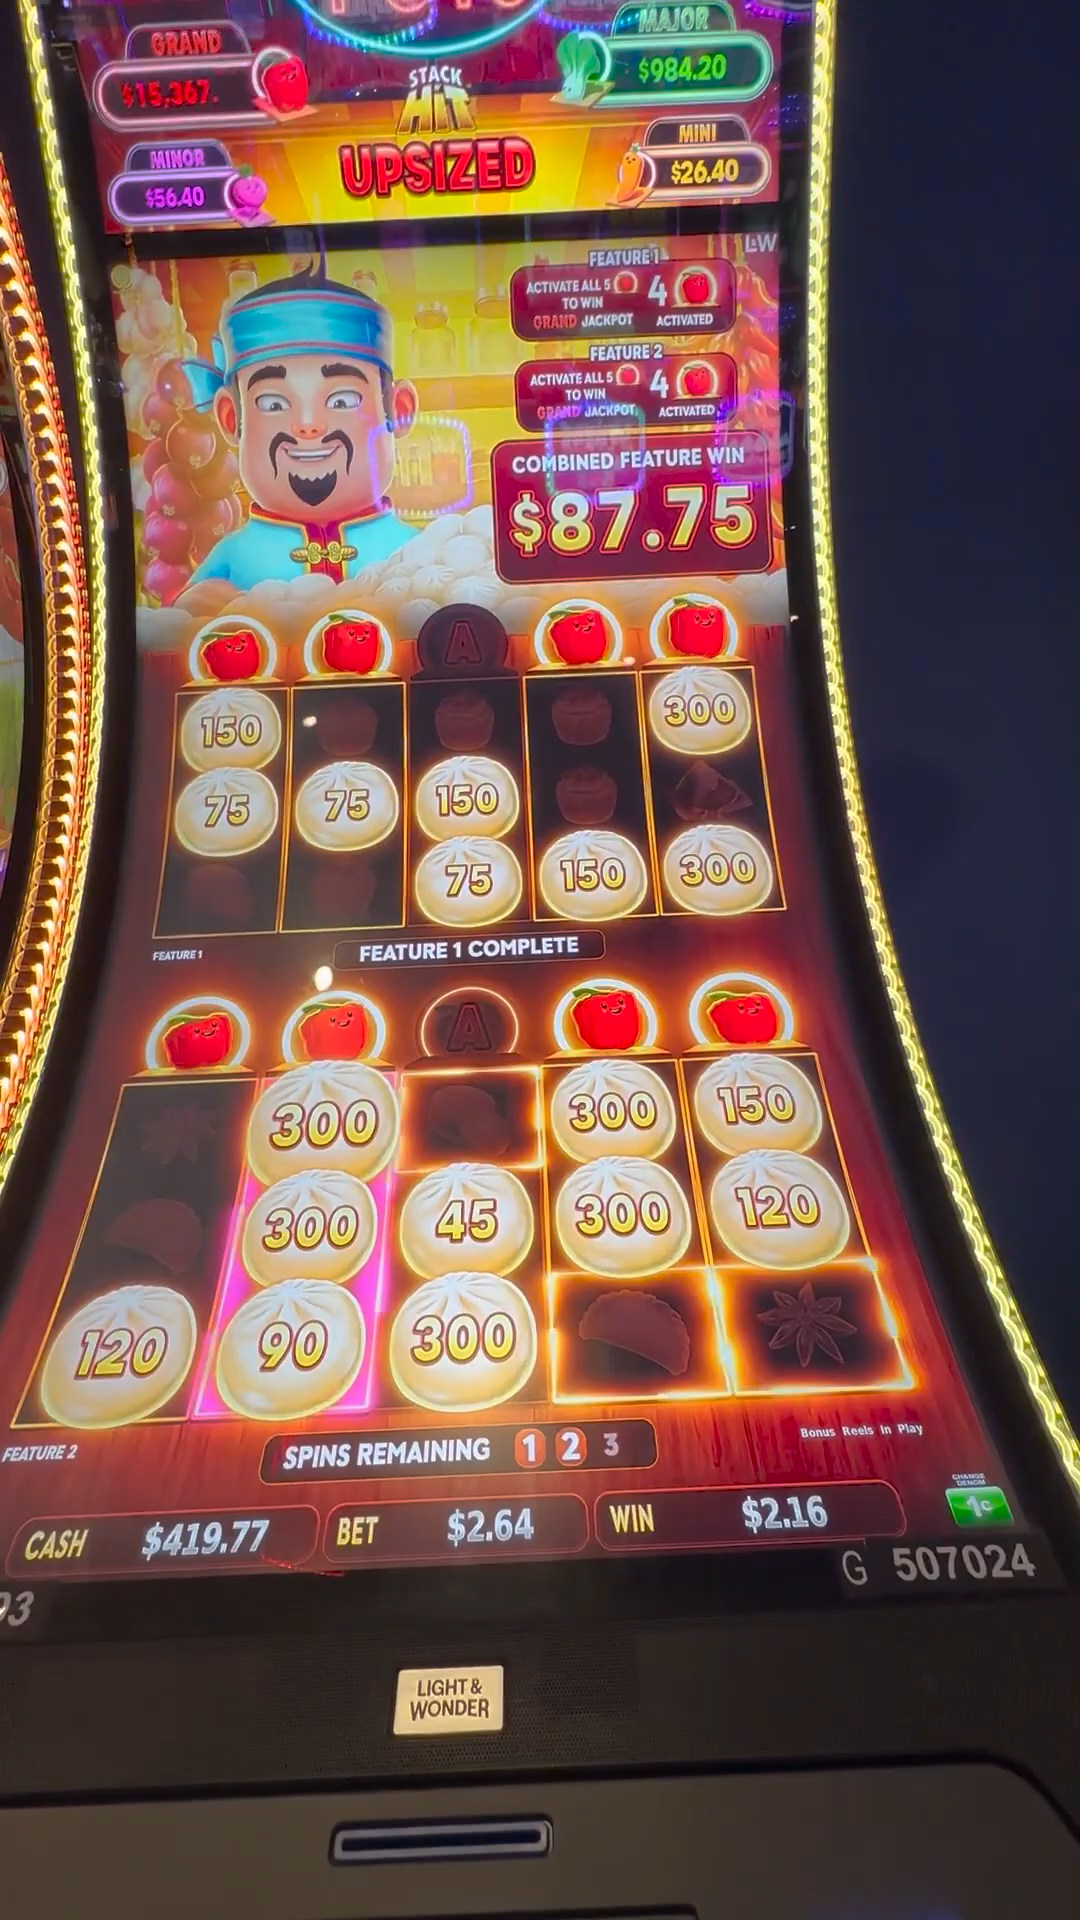 GRAND
$15,367.
STACK
HIT
UPSIZED
MAJOR
$984.20
MINOR
$56.40
MINI
$26.40
L&W
FEATURE 1
ACTIVATE ALL 5
TO WIN
GRAND JACKPOT
4
ACTIVATED
FEATURE 2
ACTIVATE ALL 5
TO WIN
GRAND JACKPOT
4
ACTIVATED
COMBINED FEATURE WIN
$87.75
A
150
300
75 75 150
75 150 300
FEATURE 1
FEATURE 1 COMPLETE
A
300 300 150
300 45 300 120
120 90 300
FEATURE 2
SPINS REMAINING 1 2 3
Bonus Reels In Play
CHANGE
DENOM
1¢
CASH $419.77 BET $2.64 WIN $2.16
93
G 507024
LIGHT &
WONDER